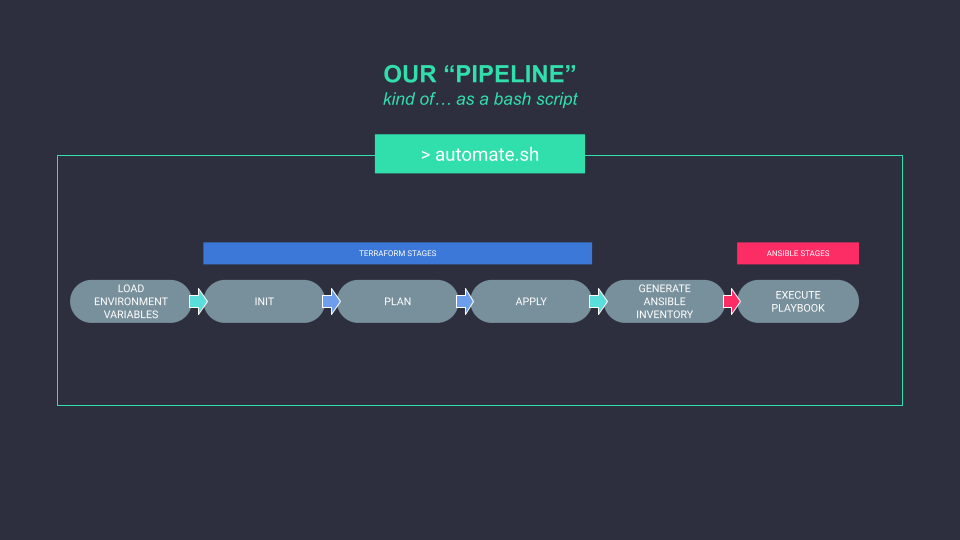 OUR “PIPELINE”
kind of… as a bash script
> automate.sh
TERRAFORM STAGES
ANSIBLE STAGES
LOAD
ENVIRONMENT
VARIABLES
INIT
PLAN
APPLY
GENERATE
ANSIBLE
INVENTORY
EXECUTE
PLAYBOOK